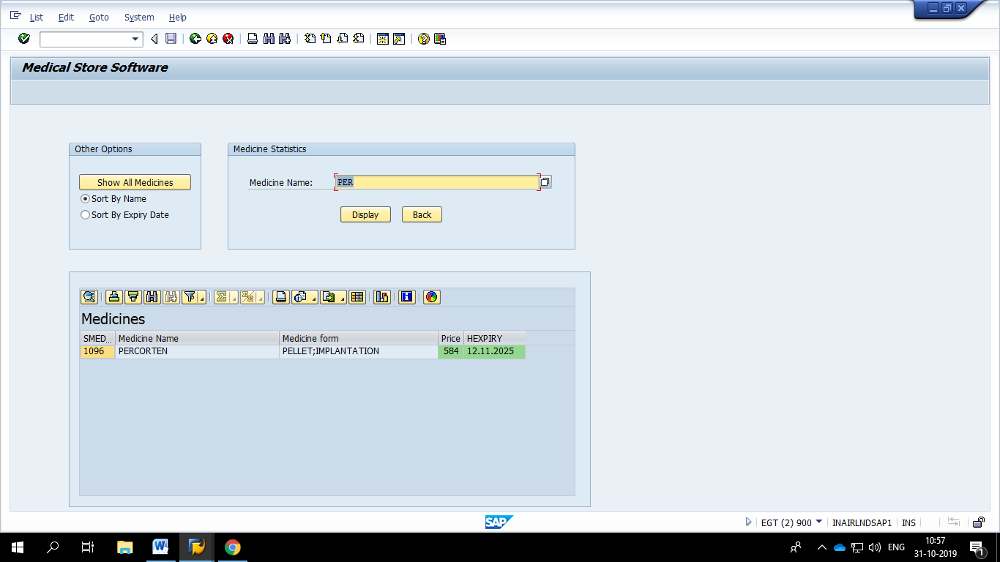 List Edit Goto System Help
Medical Store Software
Other Options
Medicine Statistics
Show All Medicines
Medicine Name: PER
Sort By Name
Sort By Expiry Date
Display Back
Medicines
SMED... Medicine Name Medicine form Price HEXPIRY
1096 PERCORTEN PELLET;IMPLANTATION 584 12.11.2025
SAP
EGT (2) 900 INAIRLNDSAP1 INS
ENG
10:57
31-10-2019
1